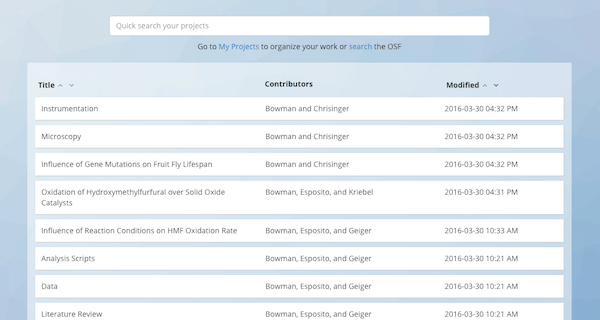 Quick search your projects
Go to My Projects to organize your work or search the OSF
Title Contributors Modified
Instrumentation Bowman and Chrisinger 2016-03-30 04:32 PM
Microscopy Bowman and Chrisinger 2016-03-30 04:32 PM
Influence of Gene Mutations on Fruit Fly Lifespan Bowman and Chrisinger 2016-03-30 04:32 PM
Oxidation of Hydroxymethylfurfural over Solid Oxide Bowman, Esposito, and Kriebel 2016-03-30 04:31 PM
Catalysts
Influence of Reaction Conditions on HMF Oxidation Rate Bowman, Esposito, and Geiger 2016-03-30 10:33 AM
Analysis Scripts Bowman, Esposito, and Geiger 2016-03-30 10:21 AM
Data Bowman, Esposito, and Geiger 2016-03-30 10:21 AM
Literature Review Bowman, Esposito, and Geiger 2016-03-30 10:21 AM